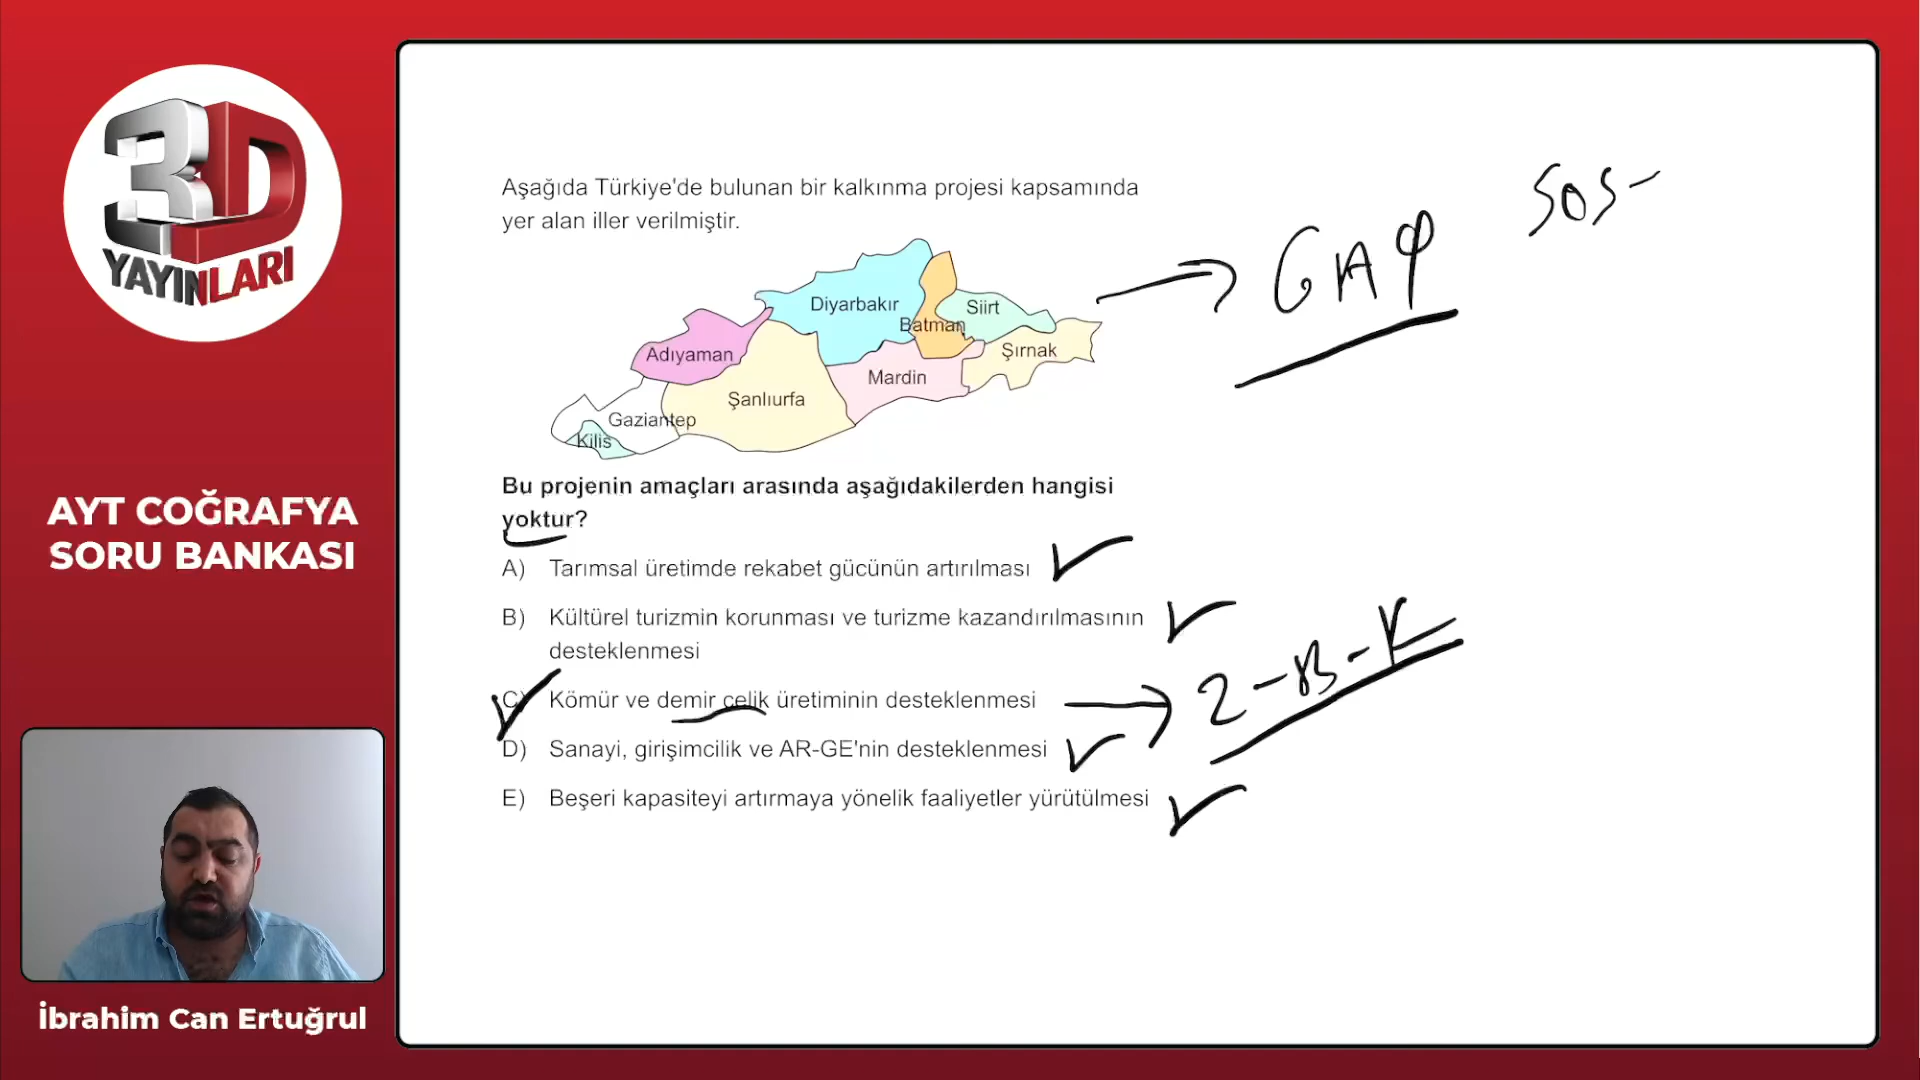 3D
YAYINLARI
AYT COĞRAFYA
SORU BANKASI
İbrahim Can Ertuğrul
Aşağıda Türkiye'de bulunan bir kalkınma projesi kapsamında
yer alan iller verilmiştir.
Diyarbakır
Siirt
Batman
Şırnak
Adıyaman
Mardin
Şanlıurfa
Gaziantep
Kilis
GAP
SOS-
Bu projenin amaçları arasında aşağıdakilerden hangisi
yoktur?
A) Tarımsal üretimde rekabet gücünün artırılması
B) Kültürel turizmin korunması ve turizme kazandırılmasının
desteklenmesi
C) Kömür ve demir çelik üretiminin desteklenmesi
Z-B-K
D) Sanayi, girişimcilik ve AR-GE'nin desteklenmesi
E) Beşeri kapasiteyi artırmaya yönelik faaliyetler yürütülmesi